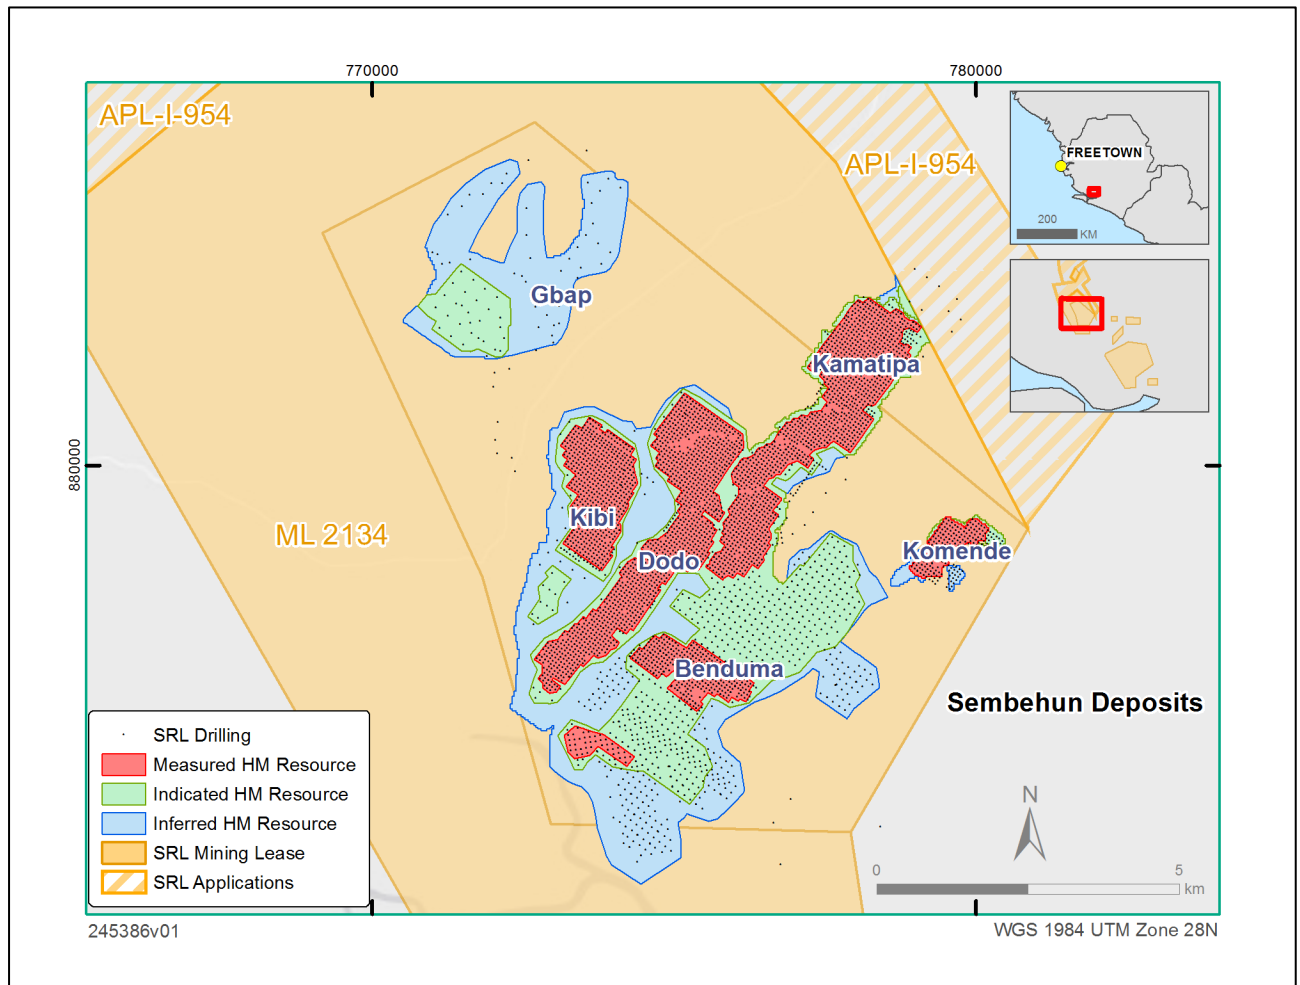 770000
780000
APL-I-954
APL-I-954
FREETOWN
200
KM
Gbap
Kamatipa
880000
Kibi
ML 2134
Dodo
Komende
Benduma
Sembehun Deposits
SRL Drilling
Measured HM Resource
Indicated HM Resource
Inferred HM Resource
SRL Mining Lease
SRL Applications
N
0
5
km
245386v01
WGS 1984 UTM Zone 28N